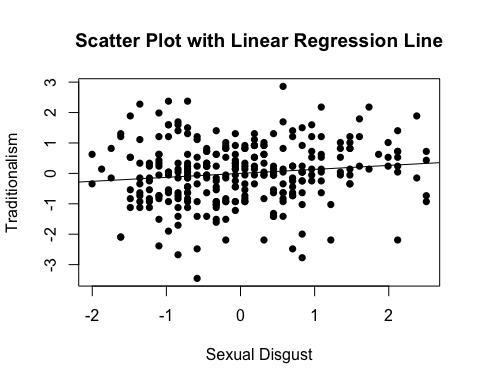 Scatter Plot with Linear Regression Line
3
2
1
0
-1
-2
-3
Traditionalism
-2 -1 0 1 2
Sexual Disgust